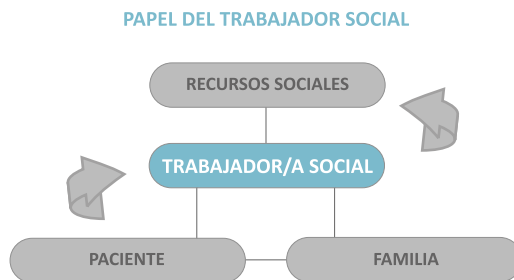 PAPEL DEL TRABAJADOR SOCIAL
RECURSOS SOCIALES
TRABAJADOR/A SOCIAL
PACIENTE
FAMILIA